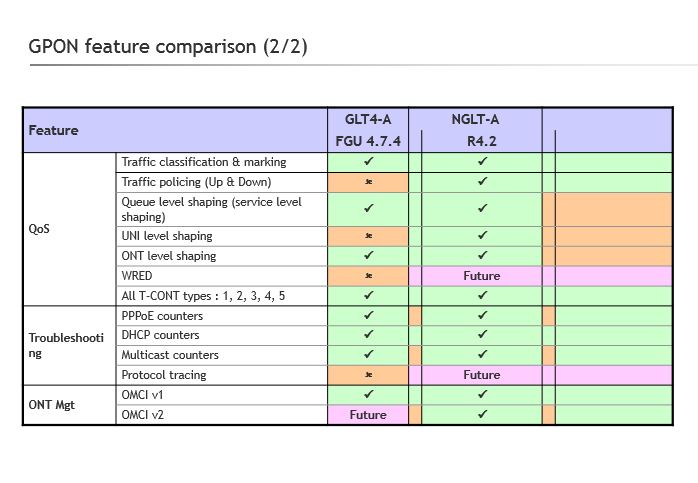 GPON feature comparison (2/2)
Feature
GLT4-A
NGLT-A
FGU 4.7.4
R4.2
QoS
Traffic classification & marking ✓ ✓
Traffic policing (Up & Down) ✓
Queue level shaping (service level
shaping) ✓ ✓
UNI level shaping ✓
ONT level shaping ✓ ✓
WRED Future
All T-CONT types : 1, 2, 3, 4, 5 ✓ ✓
Troubleshooti
ng
PPPoE counters ✓ ✓
DHCP counters ✓ ✓
Multicast counters ✓ ✓
Protocol tracing Future
ONT Mgt
OMCI v1 ✓ ✓
OMCI v2 Future ✓